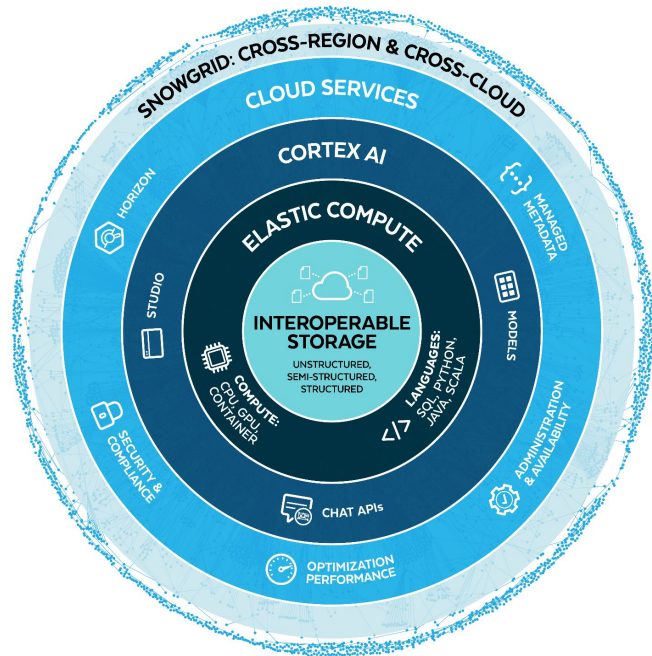 SNOWGRID: CROSS-REGION & CROSS-CLOUD
CLOUD SERVICES
HORIZON
MANAGED
METADATA
SECURITY &
COMPLIANCE
ADMINISTRATION
& AVAILABILITY
OPTIMIZATION
PERFORMANCE
CORTEX AI
STUDIO
MODELS
CHAT APIs
ELASTIC COMPUTE
COMPUTE:
CPU, GPU,
CONTAINER
</>
LANGUAGES:
SQL, PYTHON,
JAVA, SCALA
INTEROPERABLE
STORAGE
UNSTRUCTURED,
SEMI-STRUCTURED,
STRUCTURED